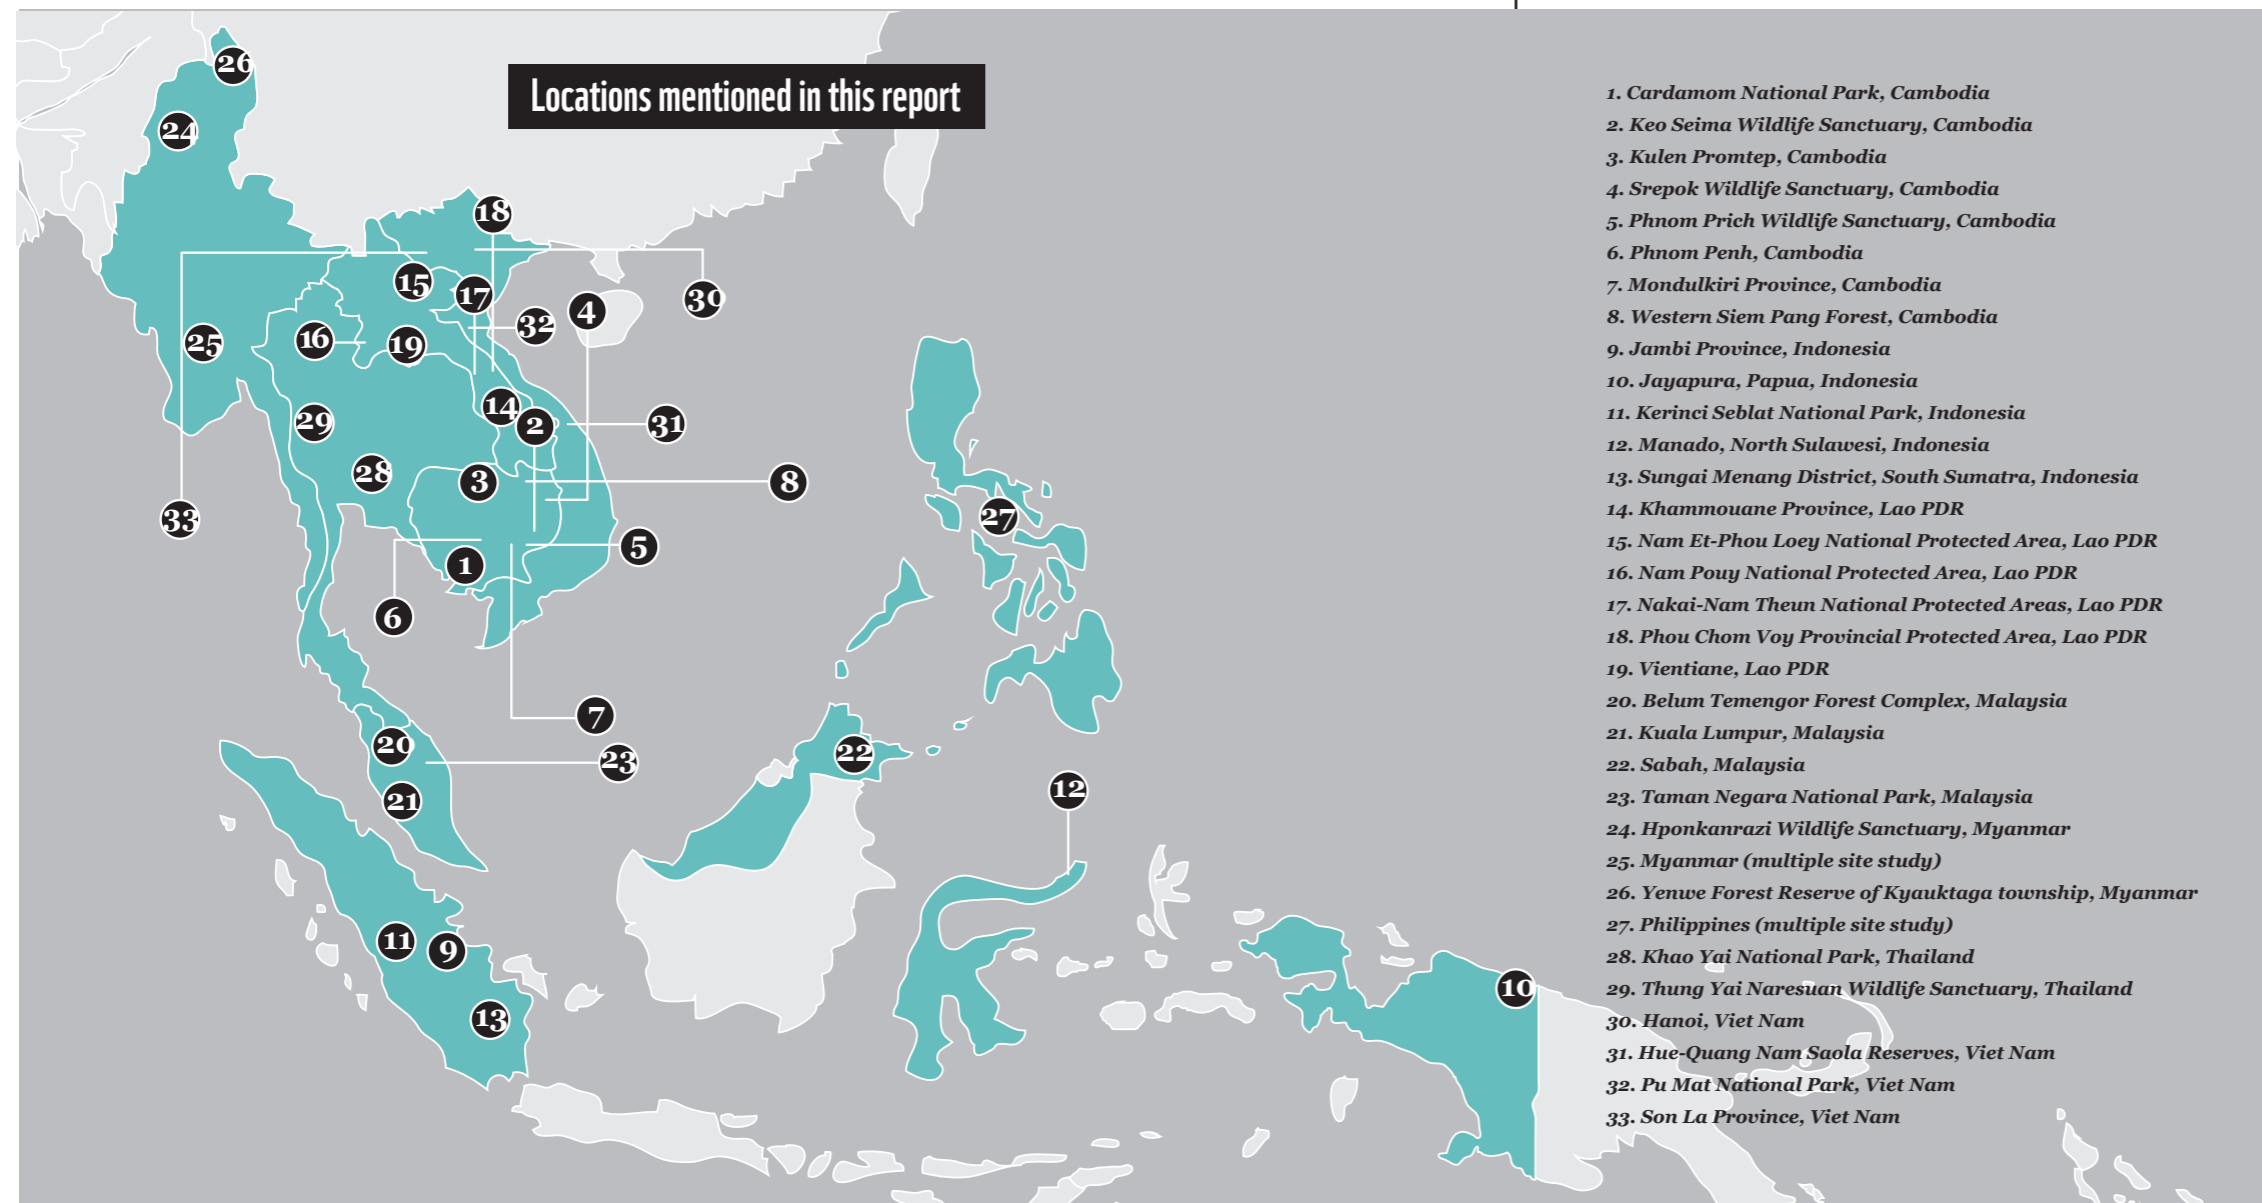 Locations mentioned in this report
26
24
18
15
17
4
30
32
25
16
19
14
2
31
29
28
3
8
33
27
5
1
6
7
20
22
23
12
21
11
9
10
13
1. Cardamom National Park, Cambodia
2. Keo Seima Wildlife Sanctuary, Cambodia
3. Kulen Promtep, Cambodia
4. Srepok Wildlife Sanctuary, Cambodia
5. Phnom Prich Wildlife Sanctuary, Cambodia
6. Phnom Penh, Cambodia
7. Mondulkiri Province, Cambodia
8. Western Siem Pang Forest, Cambodia
9. Jambi Province, Indonesia
10. Jayapura, Papua, Indonesia
11. Kerinci Seblat National Park, Indonesia
12. Manado, North Sulawesi, Indonesia
13. Sungai Menang District, South Sumatra, Indonesia
14. Khammouane Province, Lao PDR
15. Nam Et-Phou Loey National Protected Area, Lao PDR
16. Nam Pouy National Protected Area, Lao PDR
17. Nakai-Nam Theun National Protected Areas, Lao PDR
18. Phou Chom Voy Provincial Protected Area, Lao PDR
19. Vientiane, Lao PDR
20. Belum Temengor Forest Complex, Malaysia
21. Kuala Lumpur, Malaysia
22. Sabah, Malaysia
23. Taman Negara National Park, Malaysia
24. Hponkanrazi Wildlife Sanctuary, Myanmar
25. Myanmar (multiple site study)
26. Yenwe Forest Reserve of Kyauktaga township, Myanmar
27. Philippines (multiple site study)
28. Khao Yai National Park, Thailand
29. Thung Yai Naresuan Wildlife Sanctuary, Thailand
30. Hanoi, Viet Nam
31. Hue-Quang Nam Saola Reserves, Viet Nam
32. Pu Mat National Park, Viet Nam
33. Son La Province, Viet Nam